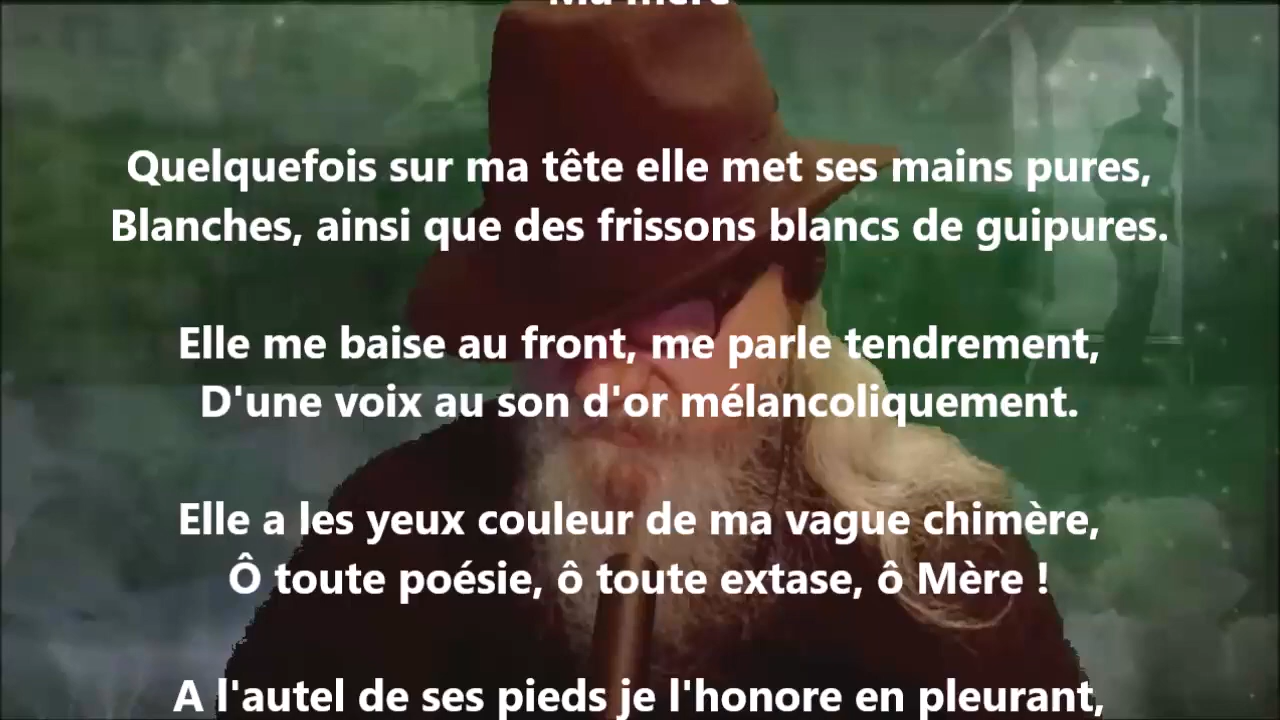 Ma mère
Quelquefois sur ma tête elle met ses mains pures,
Blanches, ainsi que des frissons blancs de guipures.
Elle me baise au front, me parle tendrement,
D'une voix au son d'or mélancoliquement.
Elle a les yeux couleur de ma vague chimère,
Ô toute poésie, ô toute extase, ô Mère !
A l'autel de ses pieds je l'honore en pleurant,